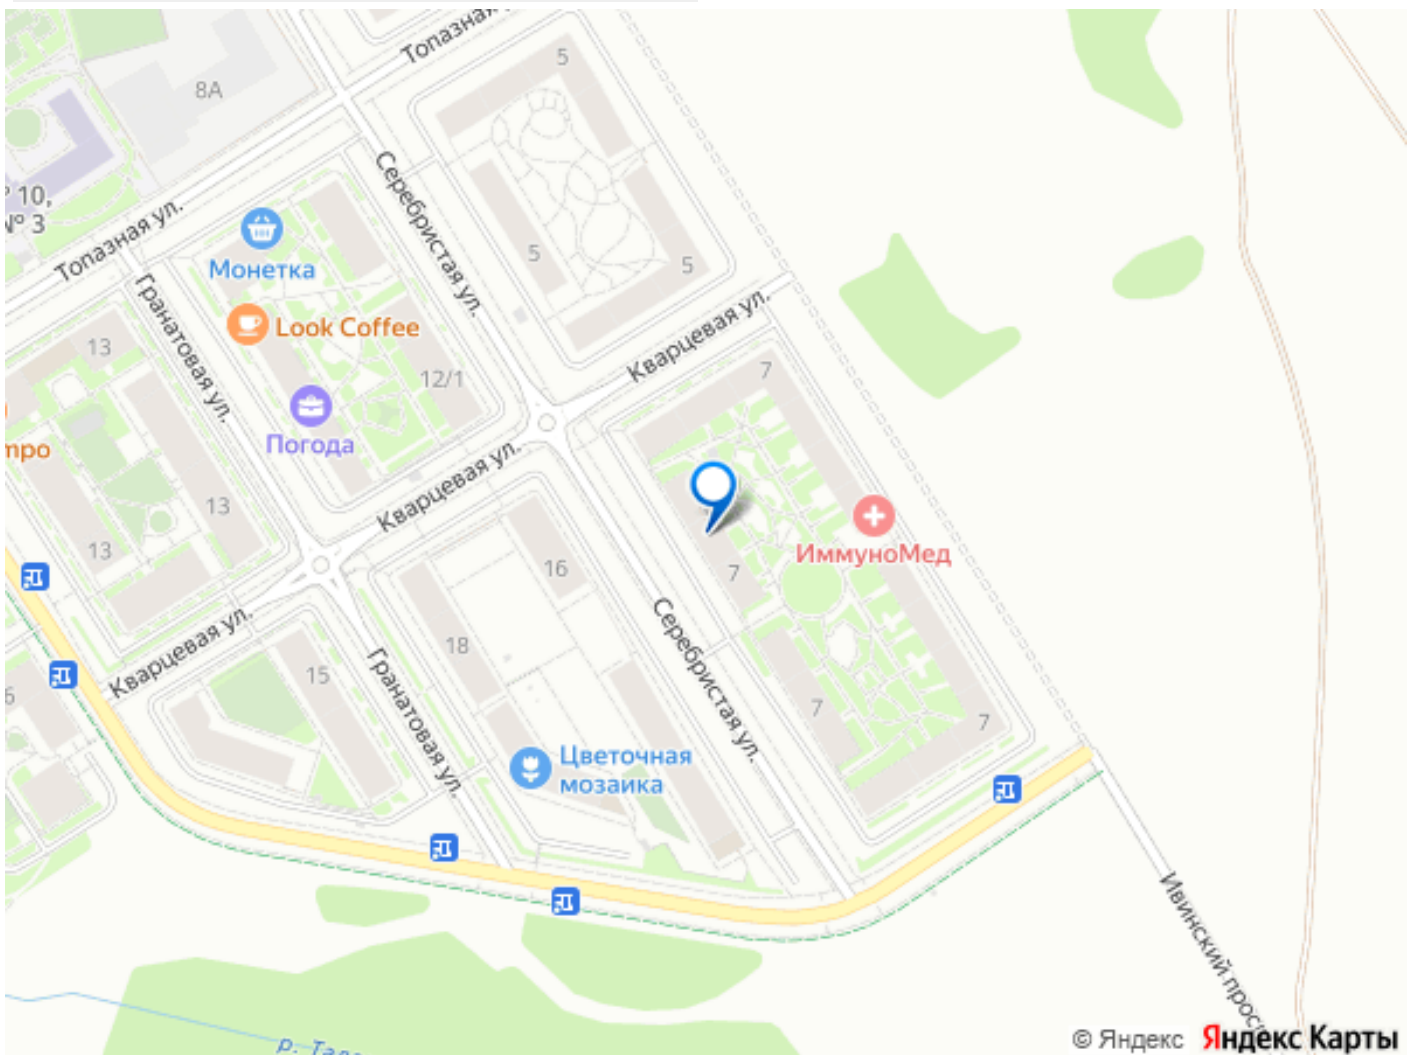 Топазная
5
8А
10,
№ 3
Топазная ул.
Серебристая ул.
Монетка
5
5
Гранатовая ул.
Look Coffee
Кварцевая ул.
13
12/1
7
Погода
Кварцевая ул.
13
13
16
7
ИммуноМед
Кварцевая ул.
18
15
Гранатовая ул.
Серебристая ул.
7
7
Цветочная
мозаика
Ивинский
р.
© Яндекс Яндекс Карты